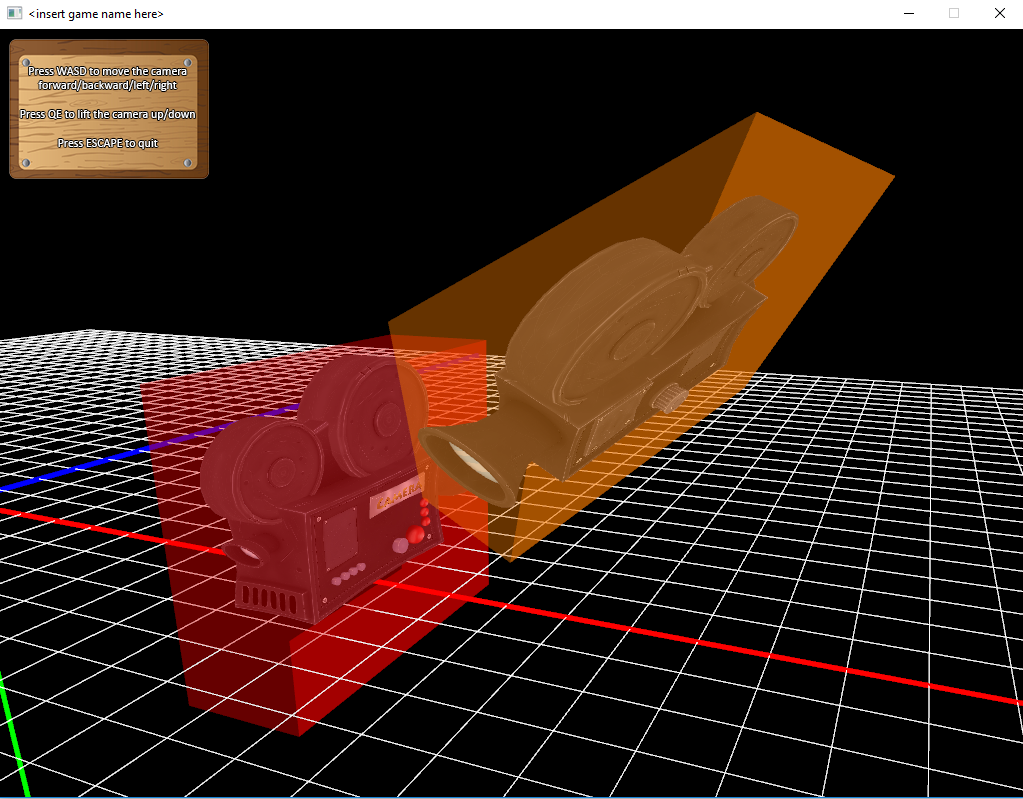 <insert game name here>
Press WASD to move the camera
forward/backward/left/right
Press QE to lift the camera up/down
Press ESCAPE to quit
CAMERA